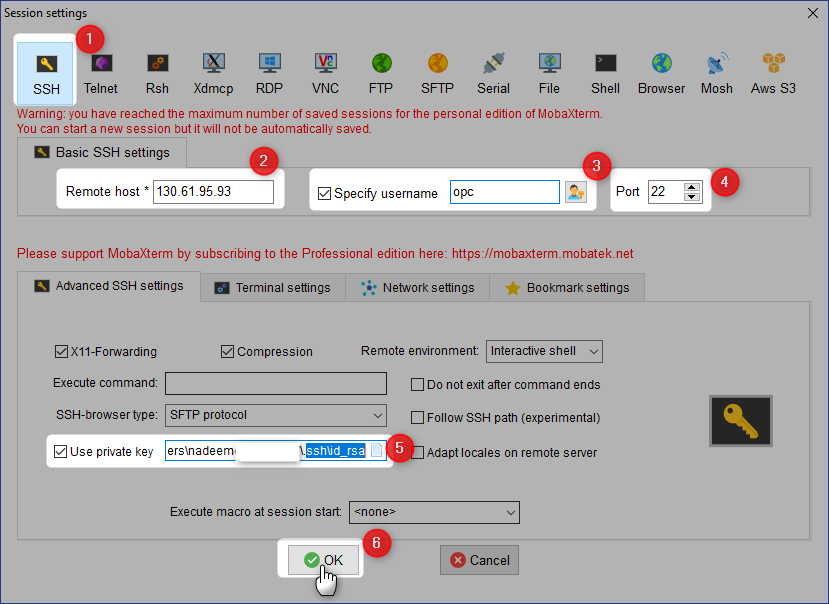 Session settings
1
SSH Telnet Rsh Xdmcp RDP VNC FTP SFTP Serial File Shell Browser Mosh Aws S3
Warning: you have reached the maximum number of saved sessions for the personal edition of MobaXterm.
You can start a new session but it will not be automatically saved.
Basic SSH settings
2 3 4
Remote host * 130.61.95.93 Specify username opc Port 22
Please support MobaXterm by subscribing to the Professional edition here: https://mobaxterm.mobatek.net
Advanced SSH settings Terminal settings Network settings Bookmark settings
X11-Forwarding Compression Remote environment: Interactive shell
Execute command: Do not exit after command ends
SSH-browser type: SFTP protocol Follow SSH path (experimental)
Use private key ers\nadeem \.ssh\id_rsa 5 Adapt locales on remote server
Execute macro at session start: <none>
6
OK Cancel